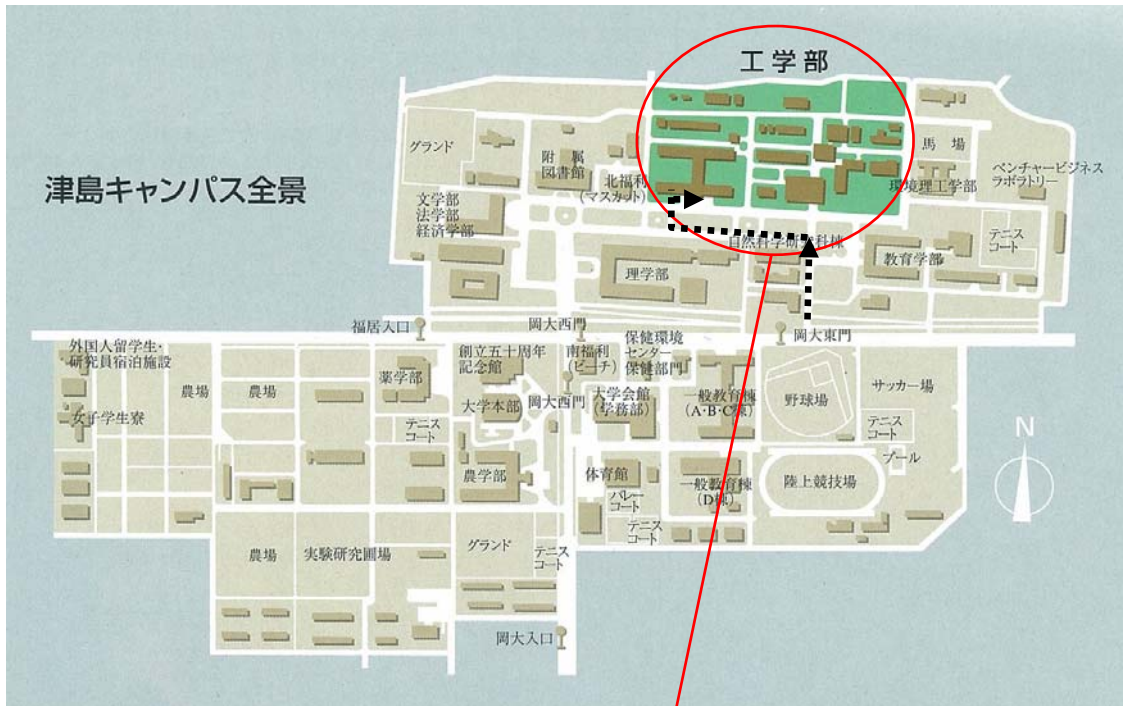 工学部
津島キャンパス全景
グランド
附属
図書館
北福利
(マスカット)
馬場
環境理工学部
ベンチャービジネス
ラボラトリー
文学部
法学部
経済学部
テニス
コート
自然科学研究科棟
教育学部
理学部
福居入口
岡大西門
岡大東門
外国人留学生・
研究員宿泊施設
農場
農場
薬学部
創立五十周年
記念館
南福利
(ピーチ)
保健環境
センター
保健部門
一般教育棟
(A・B・C棟)
野球場
サッカー場
女子学生寮
テニス
コート
大学本部
岡大西門
大学会館
(学務部)
テニス
コート
プール
N
農学部
体育館
バレー
コート
一般教育棟
(D棟)
陸上競技場
テニス
コート
農場
実験研究圃場
グランド
テニス
コート
岡大入口